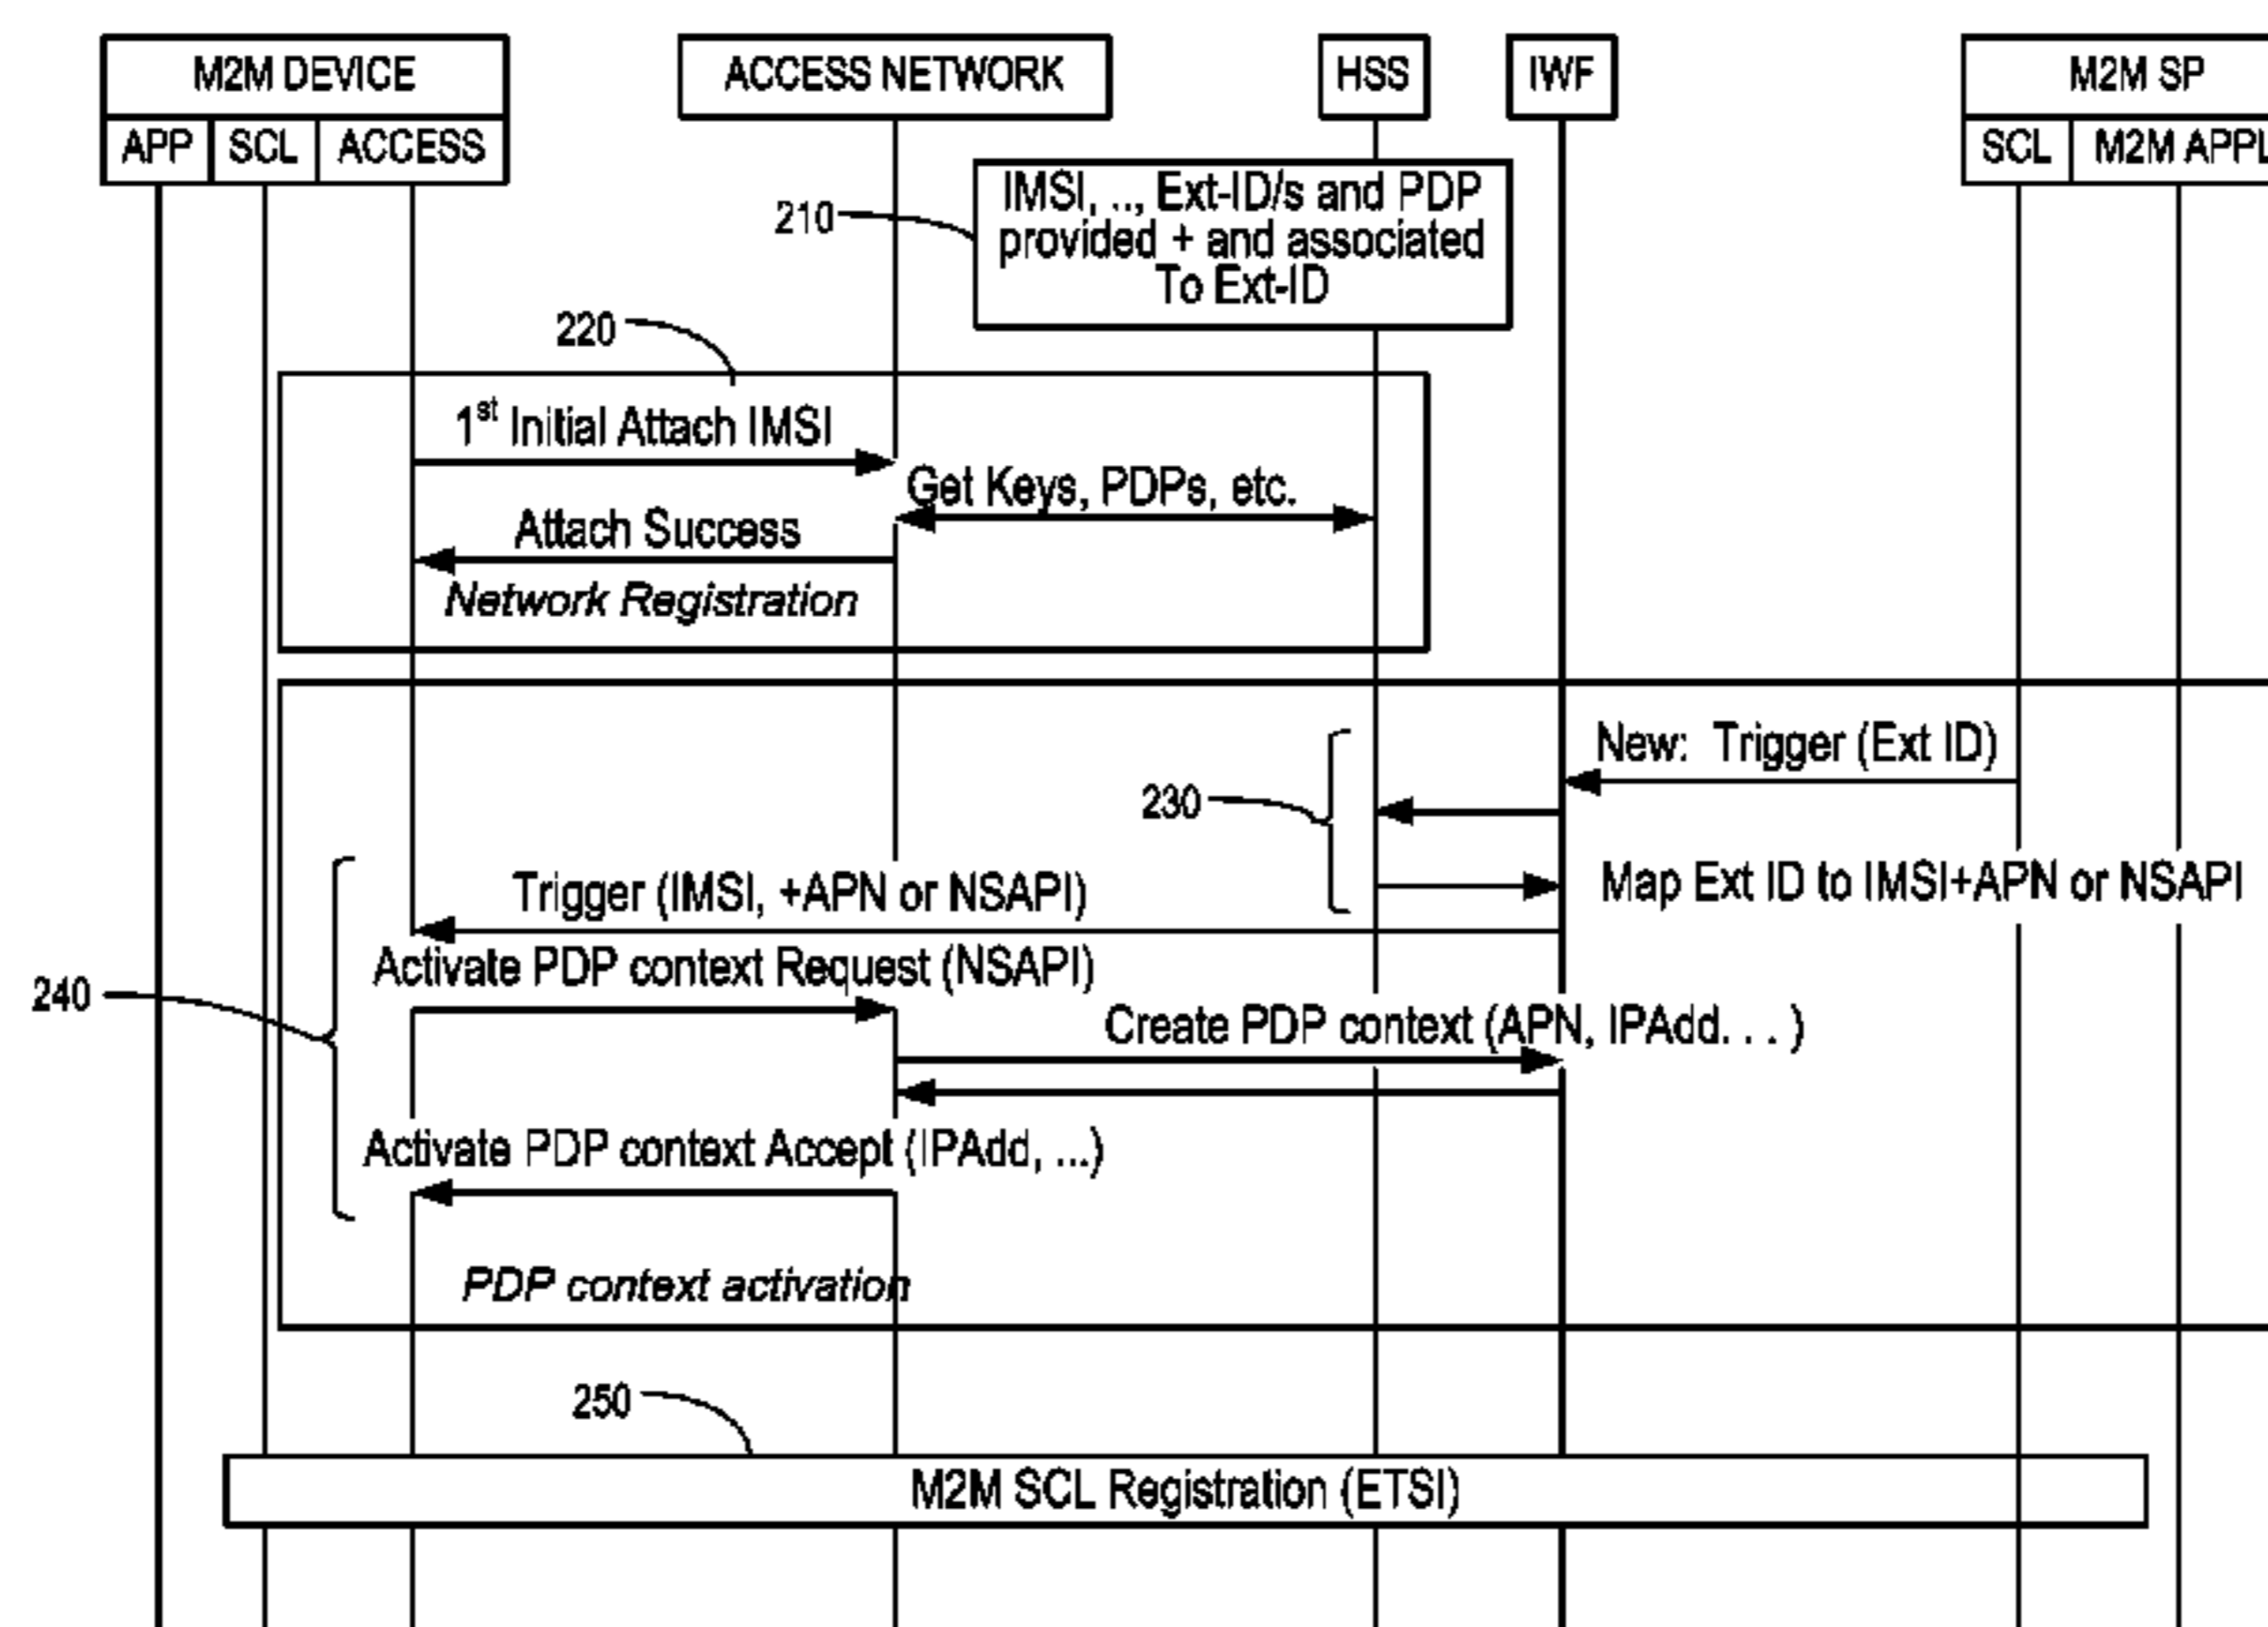 M2M DEVICE
ACCESS NETWORK
HSS
IWF
M2M SP
APP
SCL
ACCESS
SCL
M2M APPL
IMSI, .., Ext-ID/s and PDP
provided + and associated
To Ext-ID
210
220
1st Initial Attach IMSI
Get Keys, PDPs, etc.
Attach Success
Network Registration
New: Trigger (Ext ID)
230
Map Ext ID to IMSI+APN or NSAPI
Trigger (IMSI, +APN or NSAPI)
Activate PDP context Request (NSAPI)
240
Create PDP context (APN, IPAdd. . . )
Activate PDP context Accept (IPAdd, ...)
PDP context activation
250
M2M SCL Registration (ETSI)